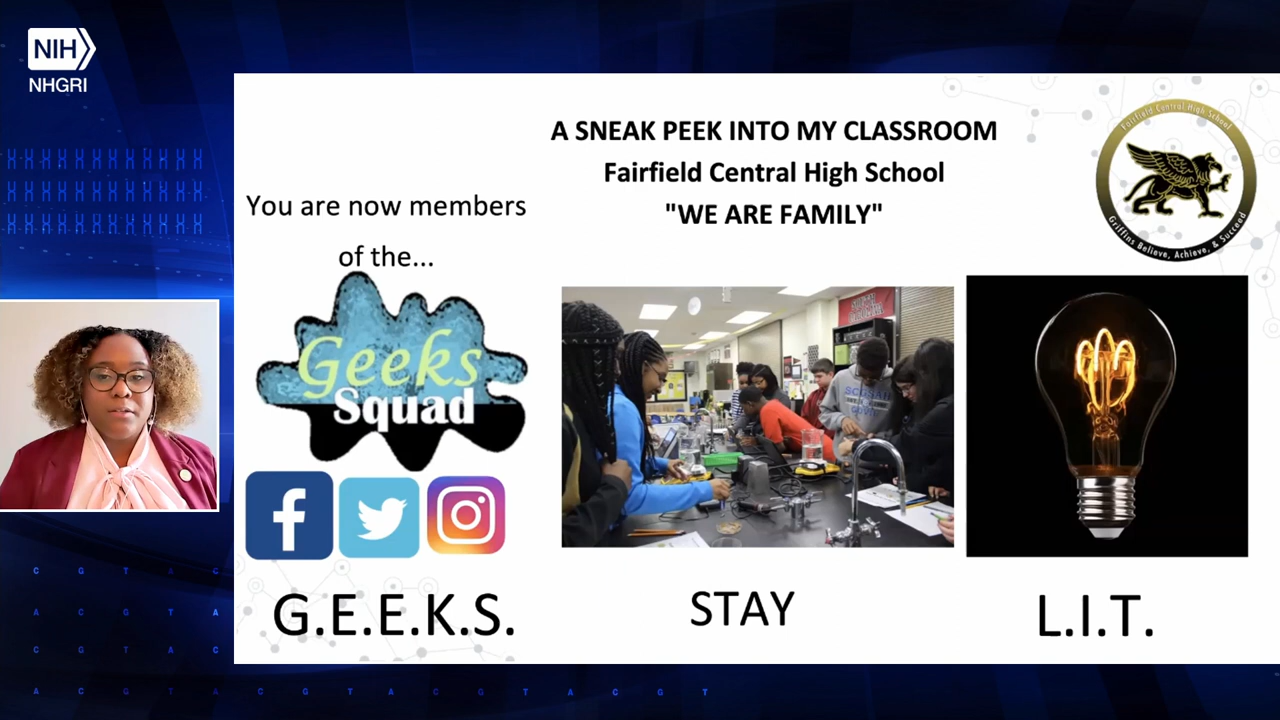 NIH
NHGRI
A SNEAK PEEK INTO MY CLASSROOM
Fairfield Central High School
"WE ARE FAMILY"
Fairfield Central High School
Griffins Believe, Achieve, & Succeed
You are now members
of the...
Geeks
Squad
G.E.E.K.S.
STAY
L.I.T.
C G T A C
A C G T A
C G T A C
A C G T A C G T A C G T A C G T